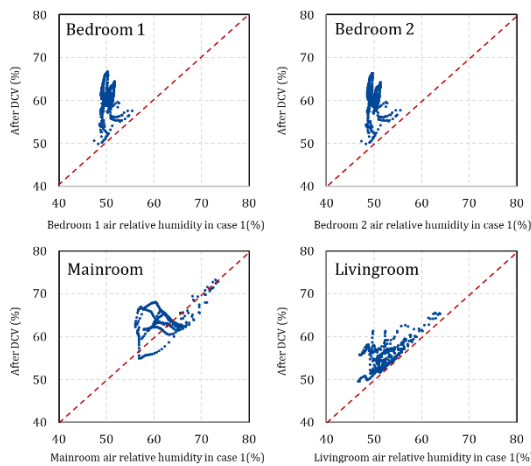 Bedroom 1
After DCV (%)
80
70
60
50
40
40 50 60 70 80
Bedroom 1 air relative humidity in case 1(%)
Bedroom 2
After DCV (%)
80
70
60
50
40
40 50 60 70 80
Bedroom 2 air relative humidity in case 1(%)
Mainroom
After DCV (%)
80
70
60
50
40
40 50 60 70 80
Mainroom air relative humidity in case 1(%)
Livingroom
After DCV (%)
80
70
60
50
40
40 50 60 70 80
Livingroom air relative humidity in case 1(%)